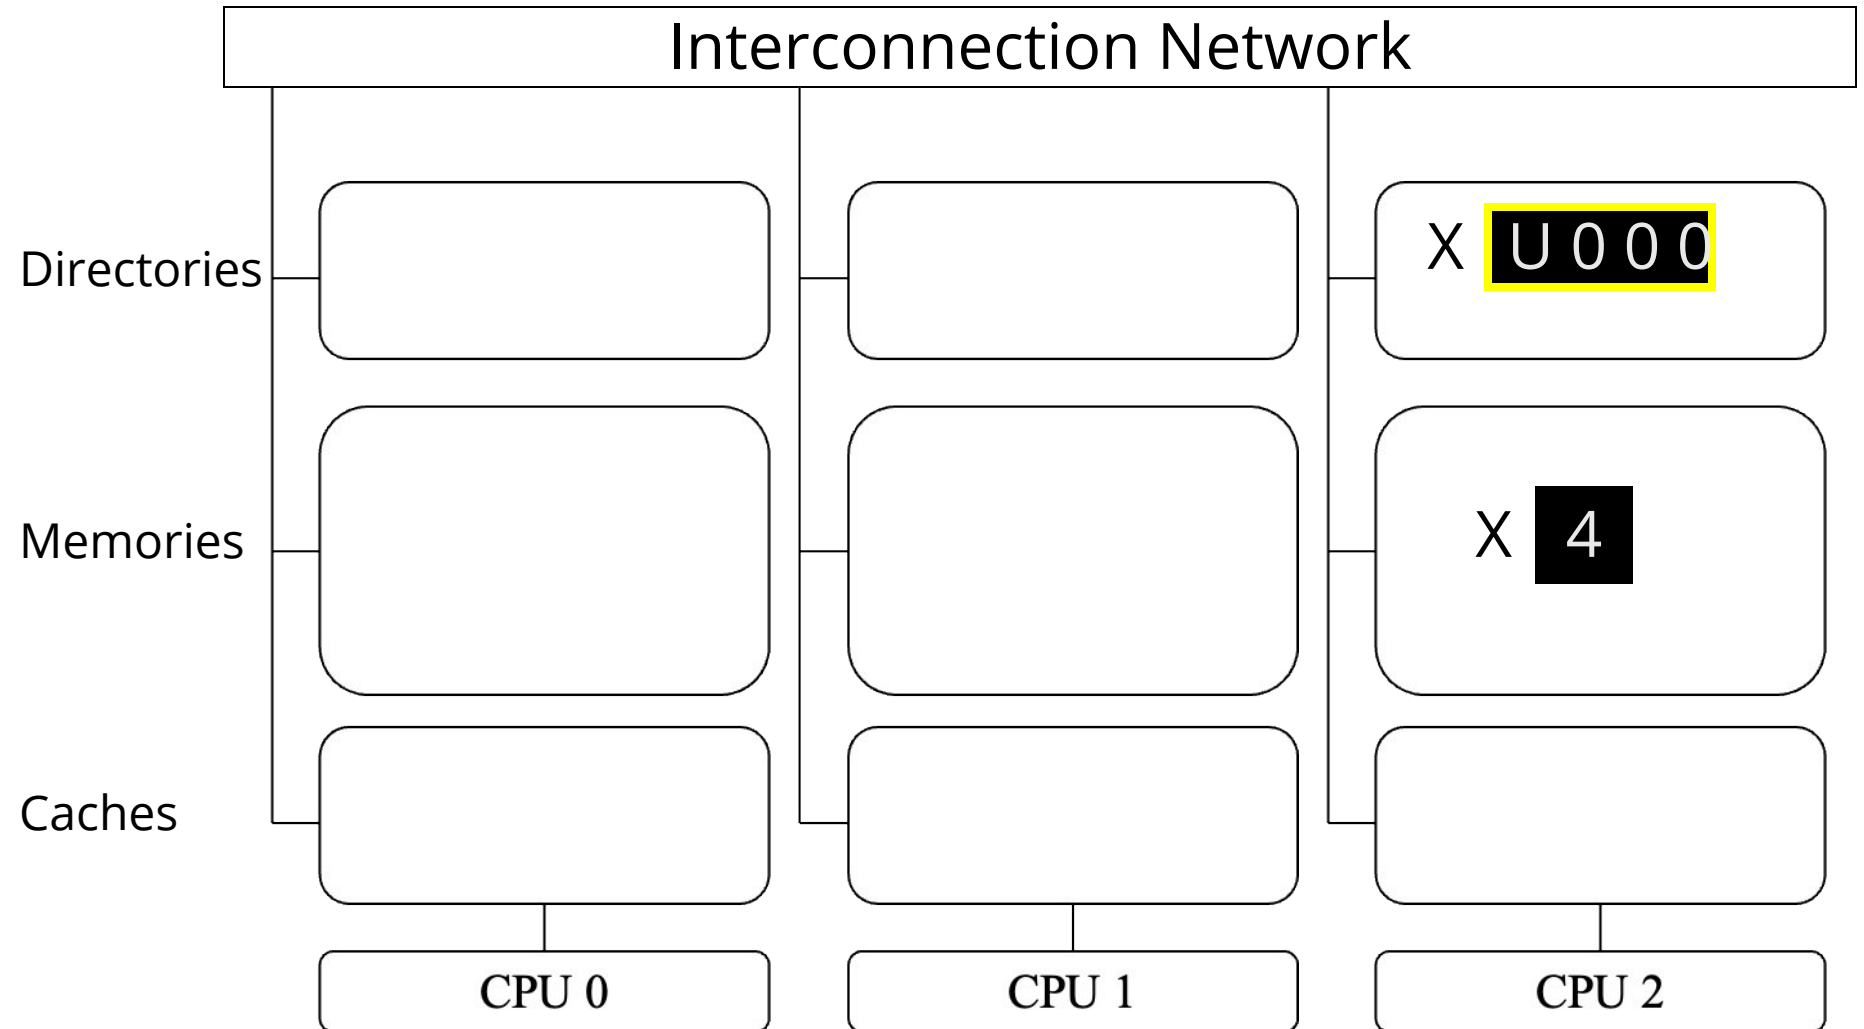 Interconnection Network
Directories
X U 0 0 0
Memories
X 4
Caches
CPU 0
CPU 1
CPU 2